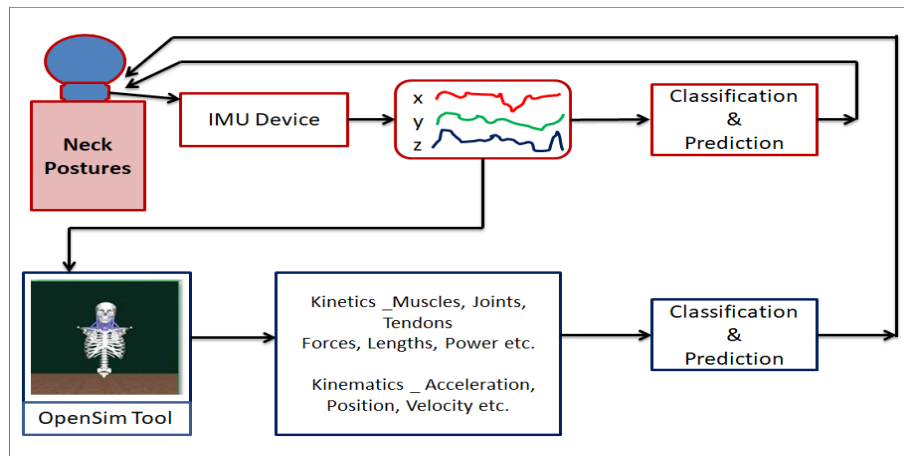 Neck
Postures
IMU Device
x
y
z
Classification
&
Prediction
OpenSim Tool
Kinetics _Muscles, Joints,
Tendons
Forces, Lengths, Power etc.
Kinematics _ Acceleration,
Position, Velocity etc.
Classification
&
Prediction